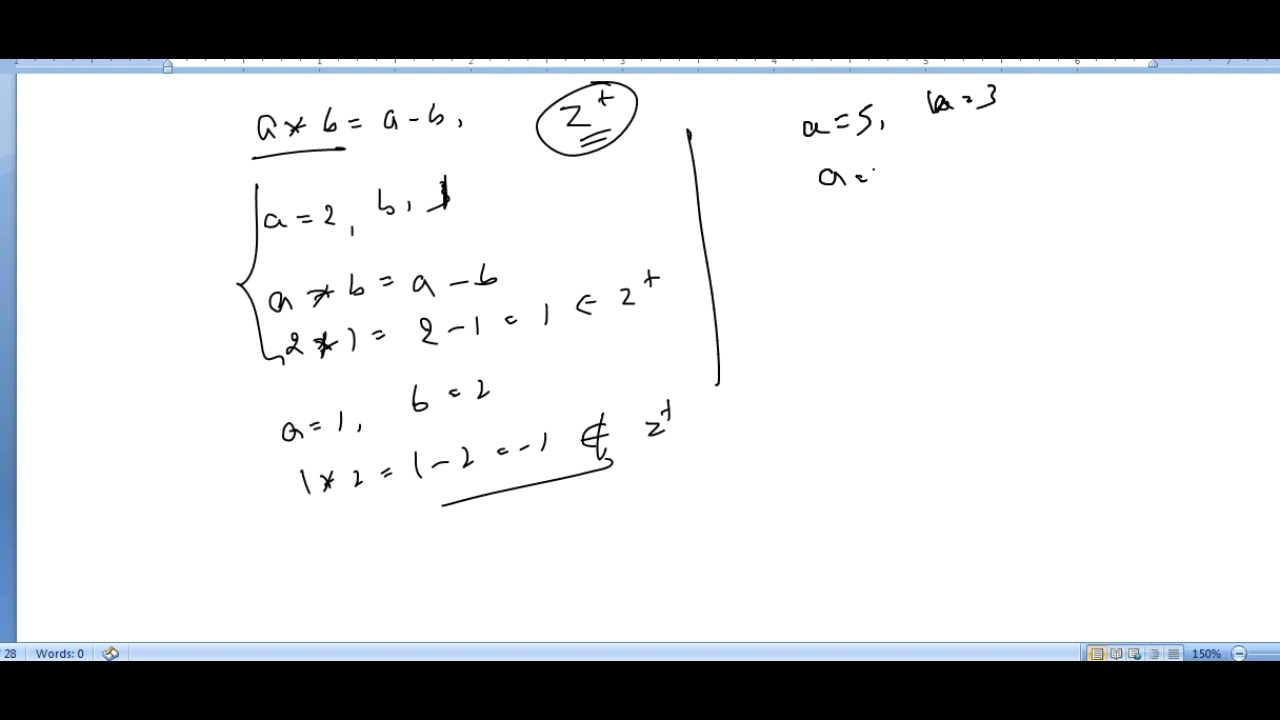 a * b = a - b, Z⁺
a = 2, b, 1
a * b = a - b
2 * 1 = 2 - 1 = 1 ∈ Z⁺
a = 1, b = 2
1 * 2 = 1 - 2 = -1 ∉ Z⁺
a = 5, b = 3
a =
28 Words: 0 150%